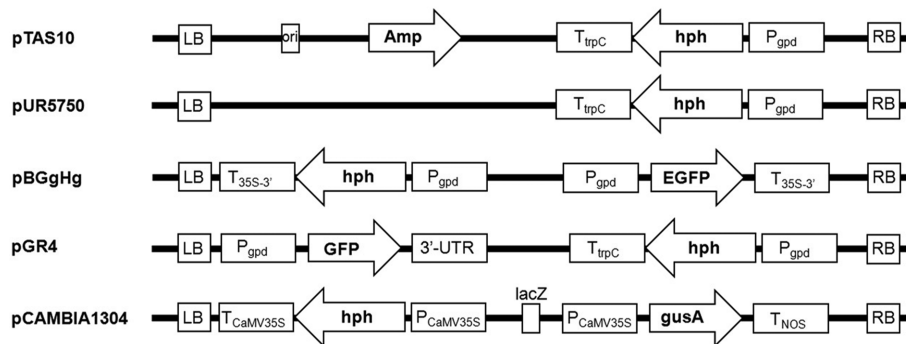 pTAS10 LB ori Amp TtrpC hph Pgpd RB
pUR5750 LB TtrpC hph Pgpd RB
pBGgHg LB T35S-3' hph Pgpd Pgpd EGFP T35S-3' RB
pGR4 LB Pgpd GFP 3'-UTR TtrpC hph Pgpd RB
lacZ
pCAMBIA1304 LB TCaMV35S hph PCaMV35S PCaMV35S gusA TNOS RB